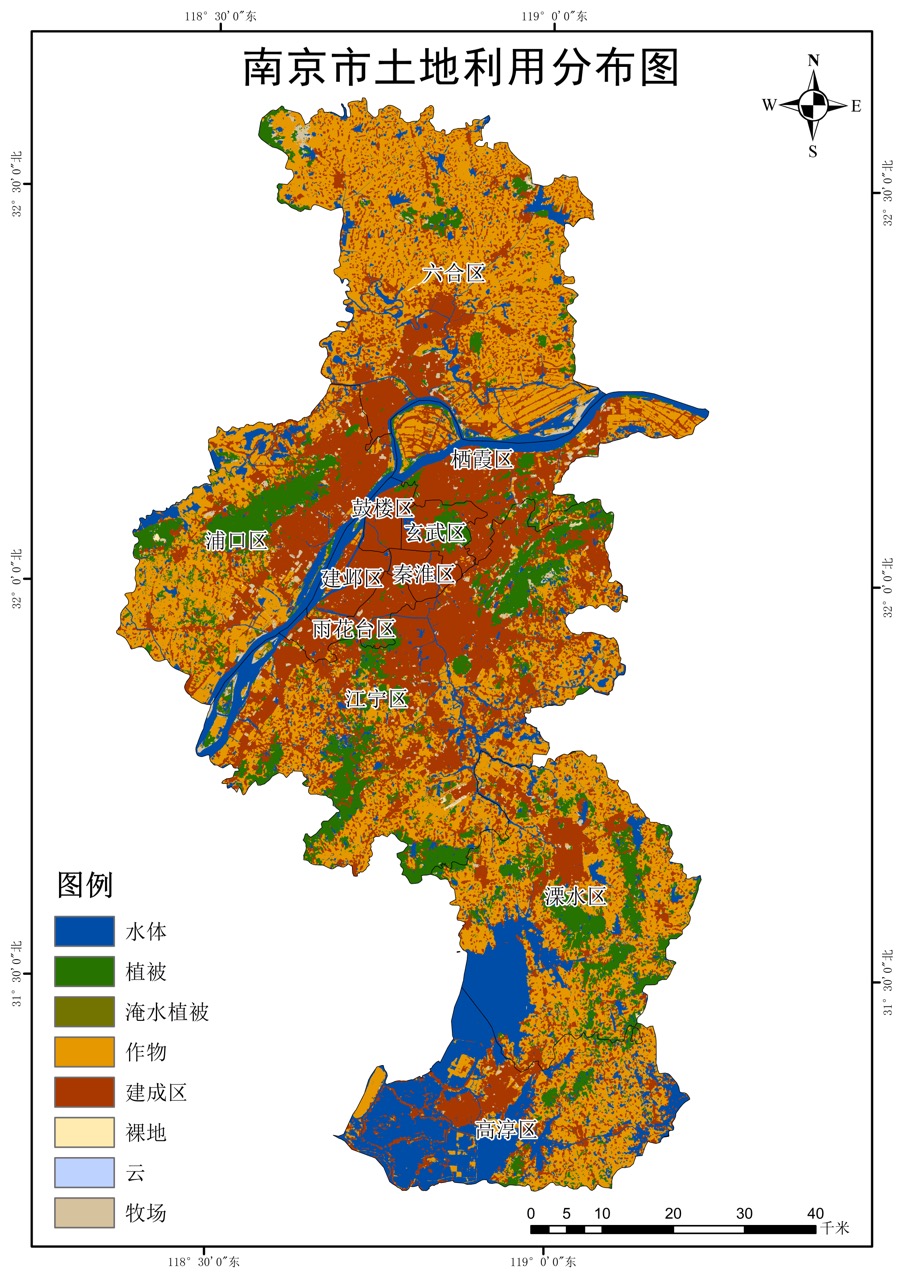 118° 30'0"东
119° 0'0"东
南京市土地利用分布图
N
W
E
S
32° 30'0"北
32° 30'0"北
六合区
栖霞区
鼓楼区
玄武区
浦口区
32° 0'0"北
32° 0'0"北
建邺区
秦淮区
雨花台区
江宁区
溧水区
31° 30'0"北
31° 30'0"北
高淳区
图例
水体
植被
淹水植被
作物
建成区
裸地
云
牧场
0 5 10 20 30 40
千米
118° 30'0"东
119° 0'0"东